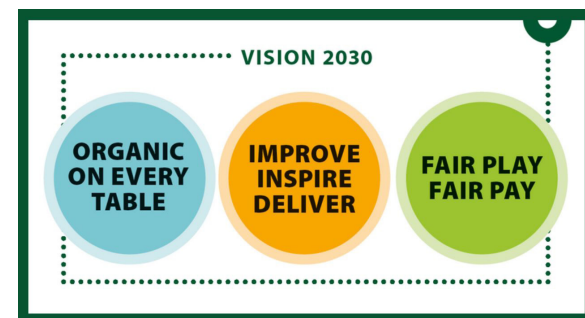 VISION 2030
ORGANIC
ON EVERY
TABLE
IMPROVE
INSPIRE
DELIVER
FAIR PLAY
FAIR PAY